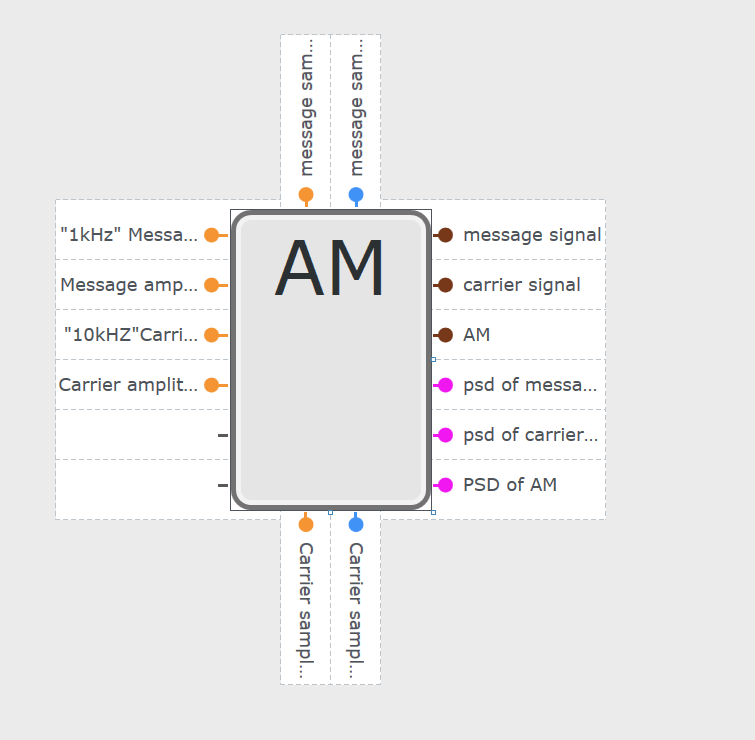 message sam...
message sam...
"1kHz" Messa...
Message amp...
"10kHZ"Carri...
Carrier amplit...
AM
message signal
carrier signal
AM
psd of messa...
psd of carrier...
PSD of AM
Carrier sampl...
Carrier sampl...